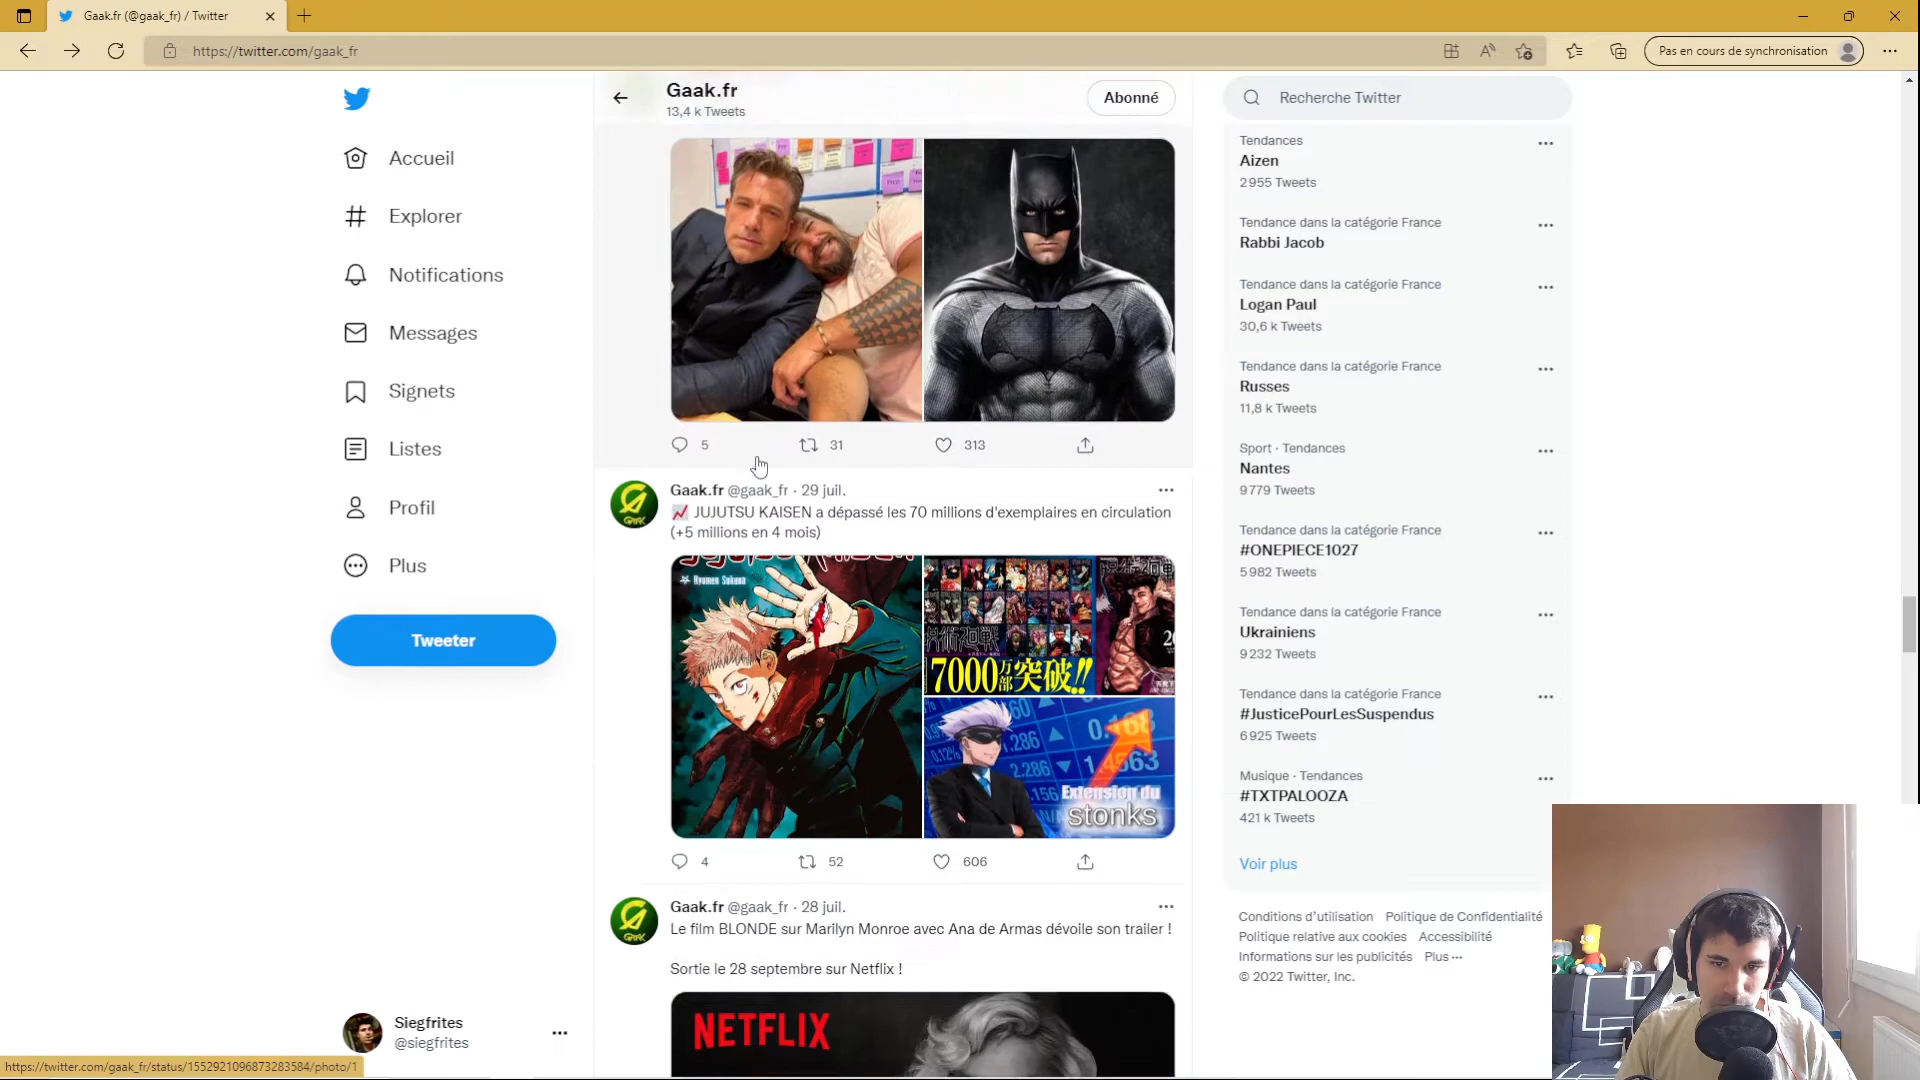 Gaak.fr (@gaak_fr) / Twitter
https://twitter.com/gaak_fr
Pas en cours de synchronisation
Accueil
Explorer
Notifications
Messages
Signets
Listes
Profil
Plus
Tweeter
Siegfrites
@siegfrites
https://twitter.com/gaak_fr/status/1552921096873283584/photo/1
Gaak.fr
13,4 k Tweets
Abonné
5
31
313
Gaak.fr @gaak_fr · 29 juil.
JUJUTSU KAISEN a dépassé les 70 millions d'exemplaires en circulation
(+5 millions en 4 mois)
Ryomen Sukuna
呪術廻戦
7000万部突破!!
Extension du
stonks
4
52
606
Gaak.fr @gaak_fr · 28 juil.
Le film BLONDE sur Marilyn Monroe avec Ana de Armas dévoile son trailer !
Sortie le 28 septembre sur Netflix !
NETFLIX
Recherche Twitter
Tendances
Aizen
2 955 Tweets
Tendance dans la catégorie France
Rabbi Jacob
Tendance dans la catégorie France
Logan Paul
30,6 k Tweets
Tendance dans la catégorie France
Russes
11,8 k Tweets
Sport · Tendances
Nantes
9 779 Tweets
Tendance dans la catégorie France
#ONEPIECE1027
5 982 Tweets
Tendance dans la catégorie France
Ukrainiens
9 232 Tweets
Tendance dans la catégorie France
#JusticePourLesSuspendus
6 925 Tweets
Musique · Tendances
#TXTPALOOZA
421 k Tweets
Voir plus
Conditions d'utilisation Politique de Confidentialité
Politique relative aux cookies Accessibilité
Informations sur les publicités Plus ···
© 2022 Twitter, Inc.